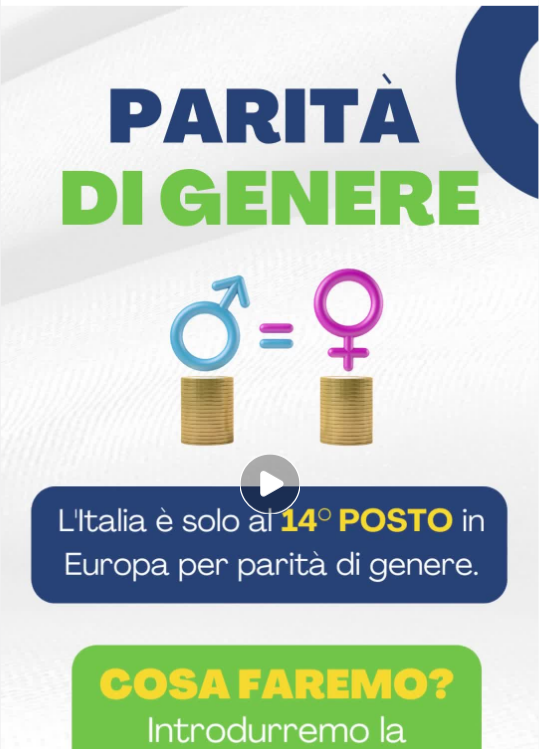 PARITÀ
DI GENERE
L'Italia è solo al 14° POSTO in
Europa per parità di genere.
COSA FAREMO?
Introdurremo la